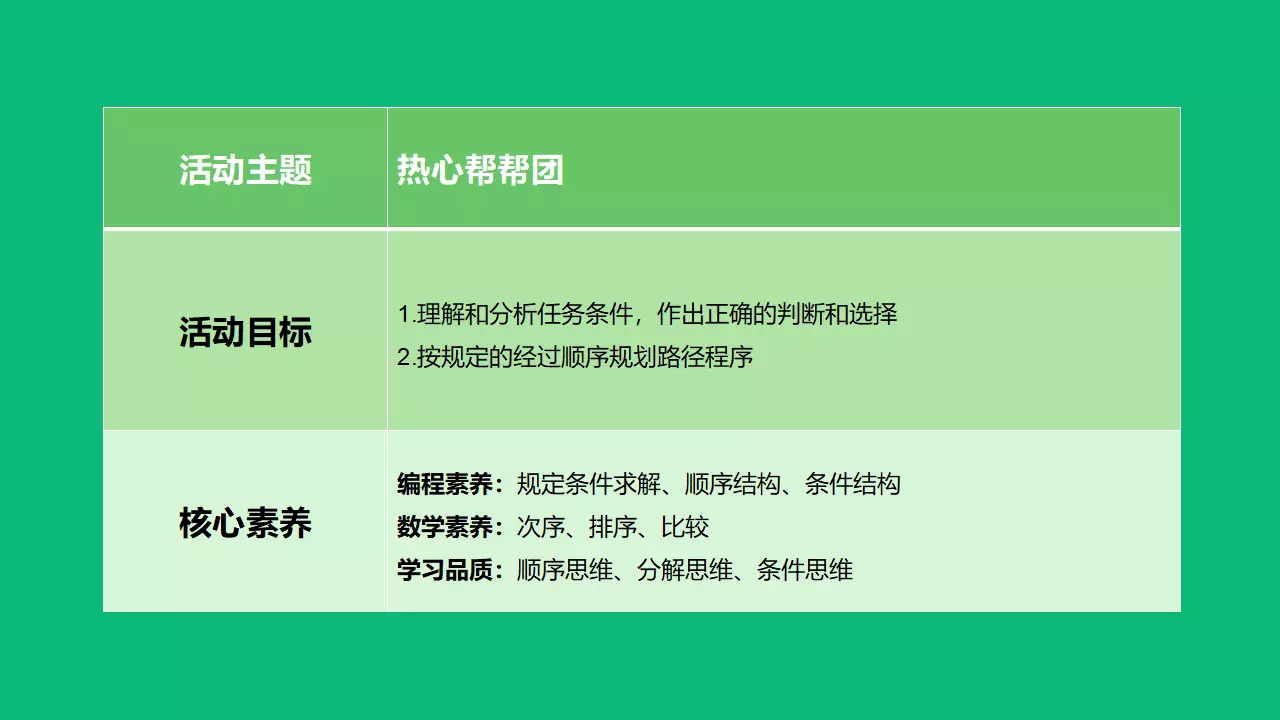 活动主题
热心帮帮团
活动目标
1.理解和分析任务条件，作出正确的判断和选择
2.按规定的经过顺序规划路径程序
核心素养
编程素养：规定条件求解、顺序结构、条件结构
数学素养：次序、排序、比较
学习品质：顺序思维、分解思维、条件思维